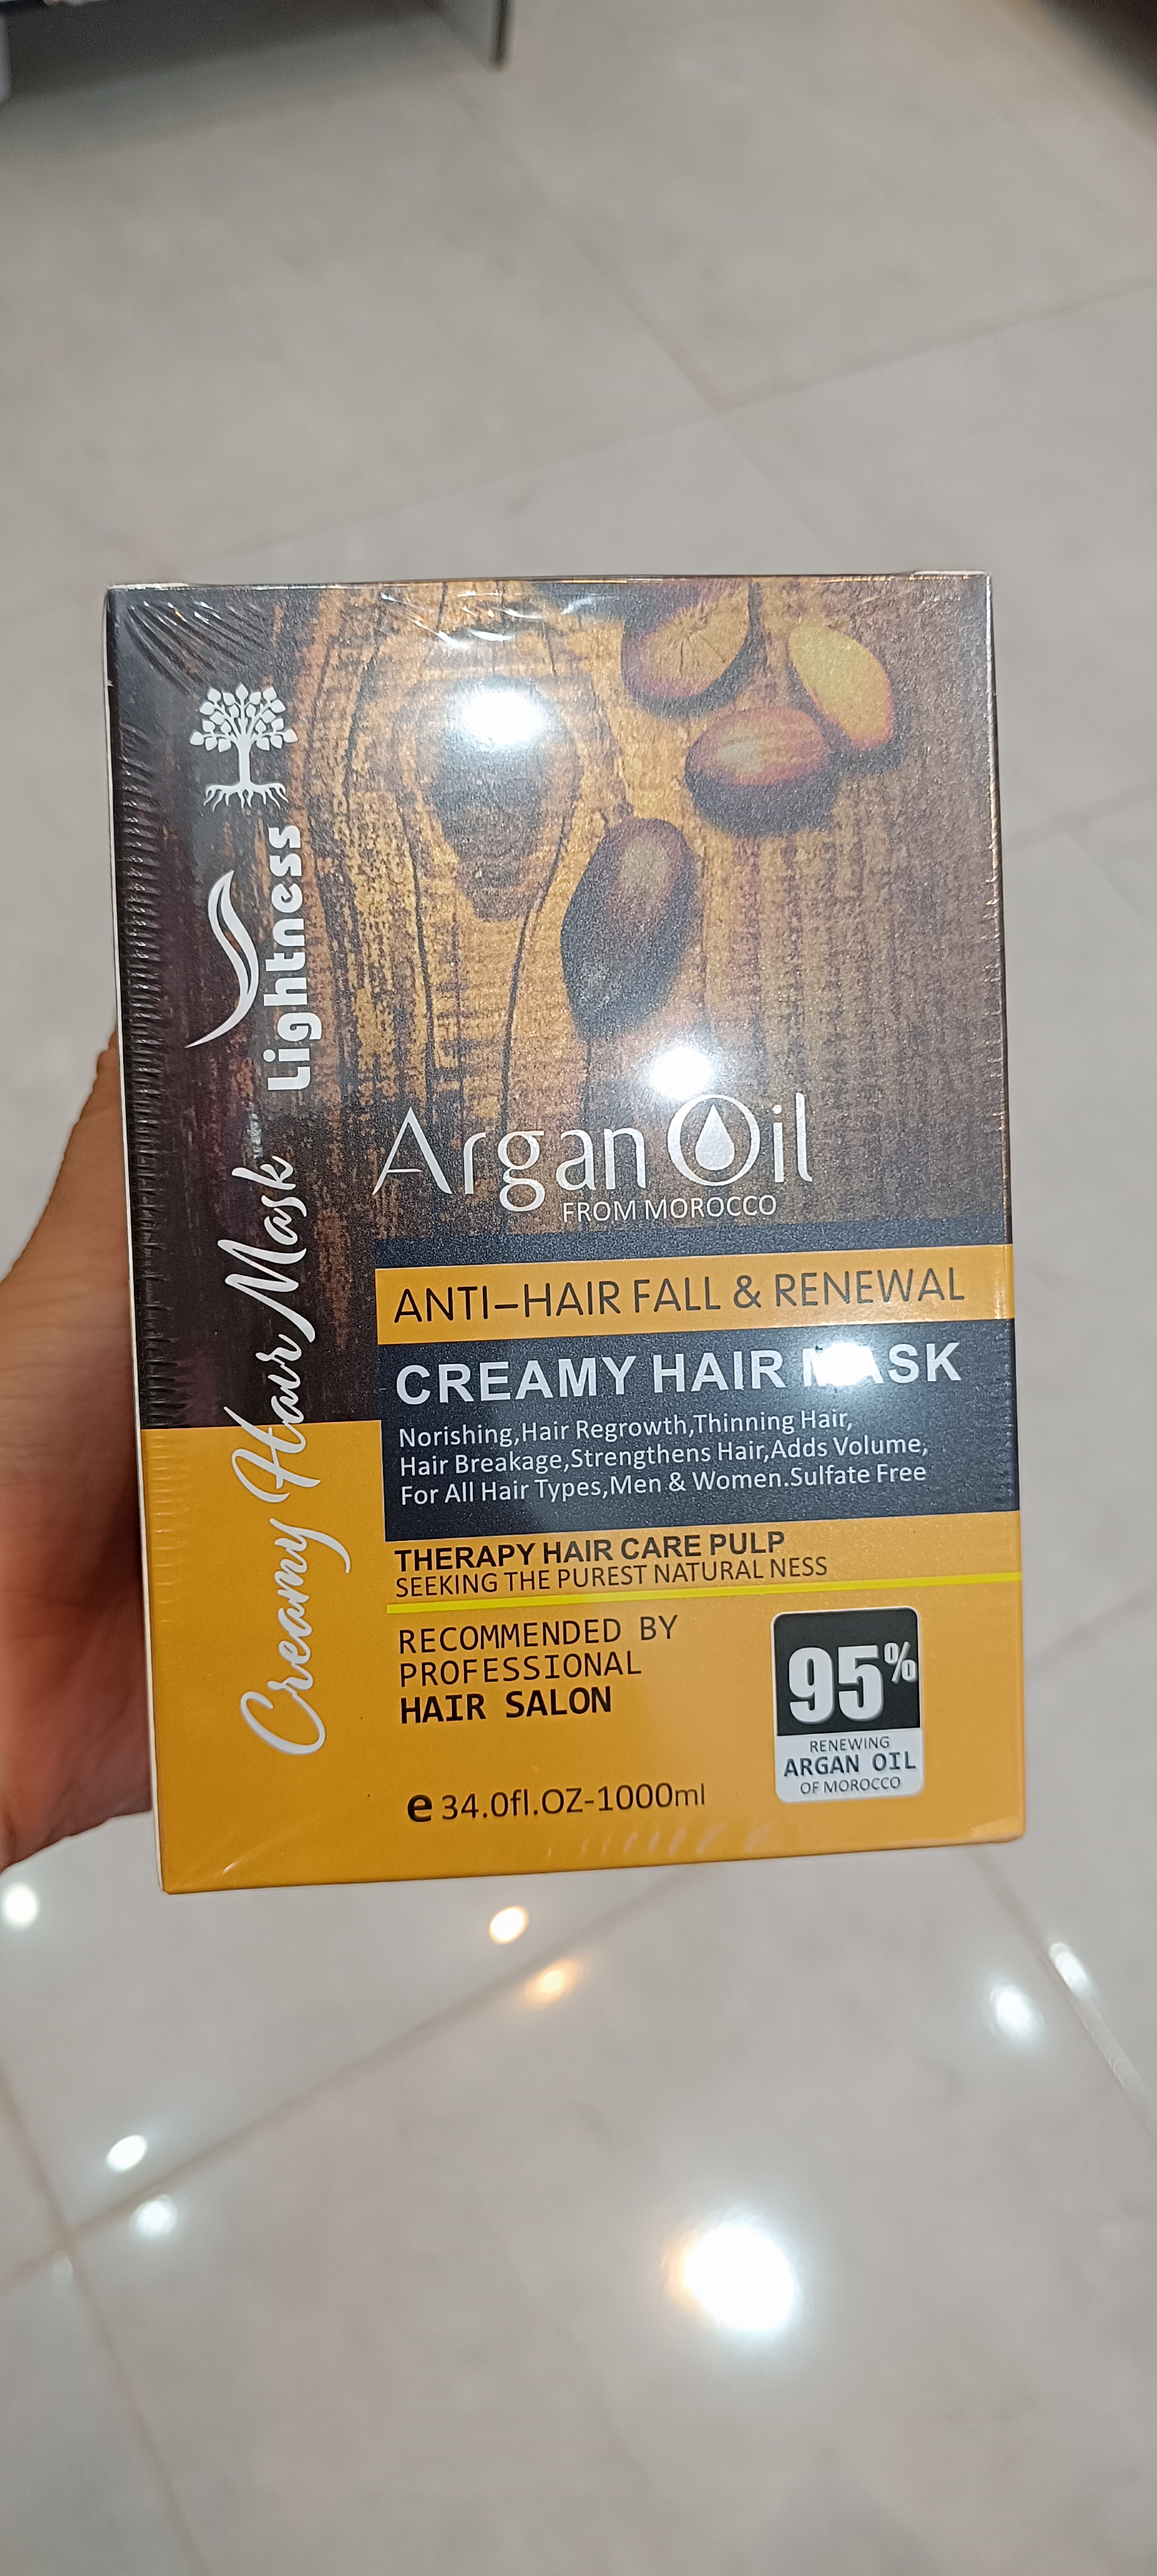 Lightness
Creamy Hair Mask
Argan Oil
FROM MOROCCO
ANTI-HAIR FALL & RENEWAL
CREAMY HAIR MASK
Norishing,Hair Regrowth,Thinning Hair,
Hair Breakage,Strengthens Hair,Adds Volume,
For All Hair Types,Men & Women.Sulfate Free
THERAPY HAIR CARE PULP
SEEKING THE PUREST NATURAL NESS
RECOMMENDED BY
PROFESSIONAL
HAIR SALON
95%
RENEWING
ARGAN OIL
OF MOROCCO
e 34.0fl.OZ-1000ml